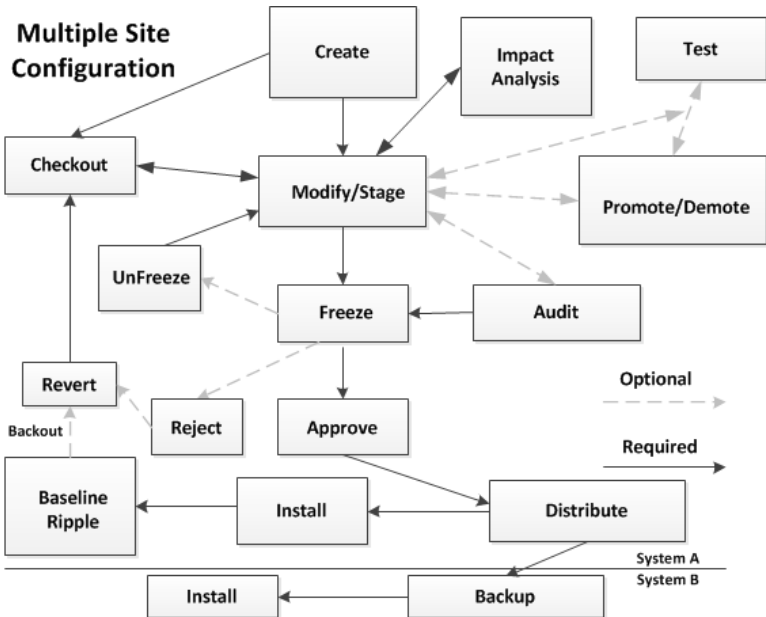 Multiple Site
Configuration
Create
Impact
Analysis
Test
Checkout
Modify/Stage
Promote/Demote
UnFreeze
Freeze
Audit
Revert
Optional
Backout
Reject
Approve
Required
Baseline
Ripple
Install
Distribute
System A
System B
Install
Backup